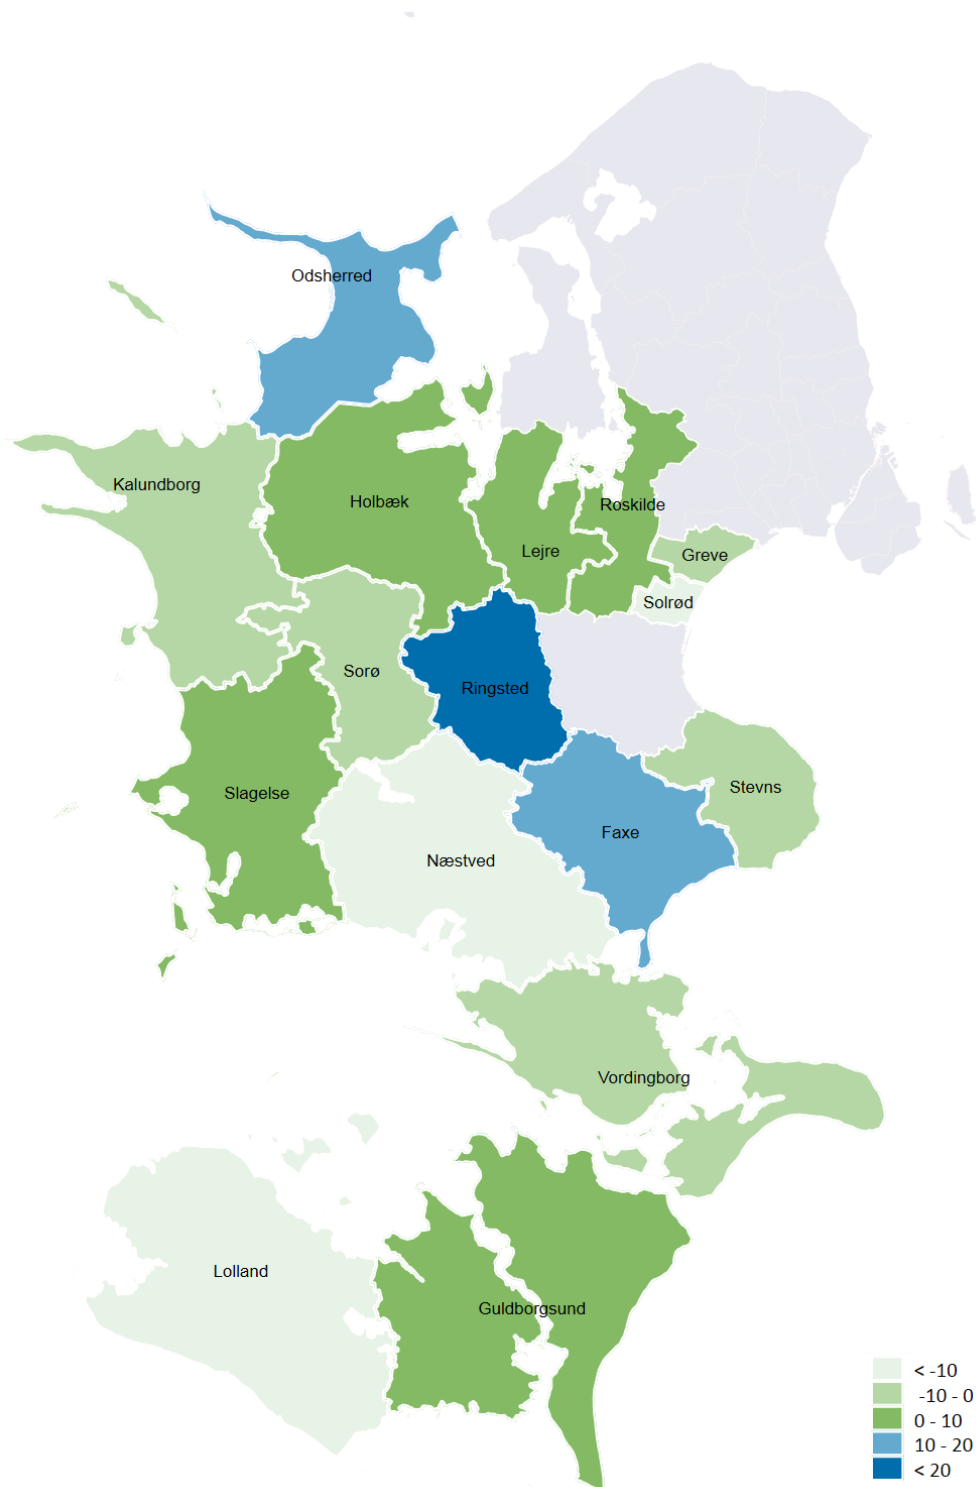 Odsherred
Kalundborg
Holbæk
Roskilde
Lejre
Greve
Solrød
Sorø
Ringsted
Slagelse
Stevns
Faxe
Næstved
Vordingborg
Lolland
Guldborgsund
< -10
-10 - 0
0 - 10
10 - 20
< 20